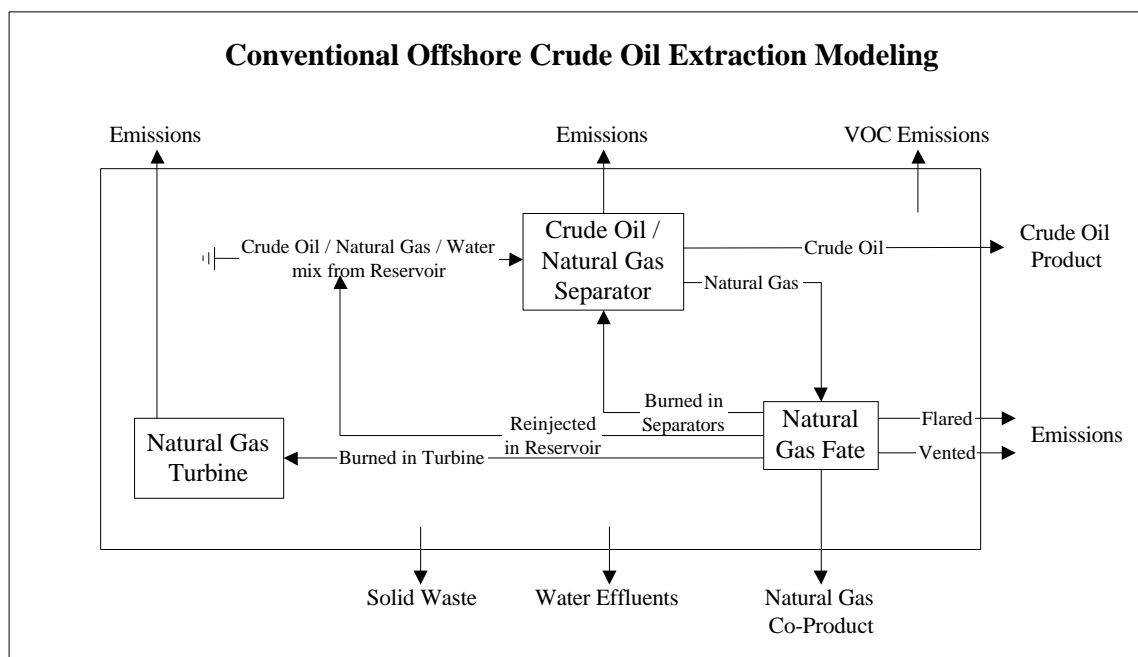 Conventional Offshore Crude Oil Extraction Modeling
Emissions
Emissions
VOC Emissions
Crude Oil / Natural Gas / Water
mix from Reservoir
Crude Oil /
Natural Gas
Separator
Crude Oil
Crude Oil
Product
Natural Gas
Burned in
Separators
Reinjected
in Reservoir
Burned in Turbine
Natural Gas
Turbine
Natural
Gas Fate
Flared
Vented
Emissions
Solid Waste
Water Effluents
Natural Gas
Co-Product